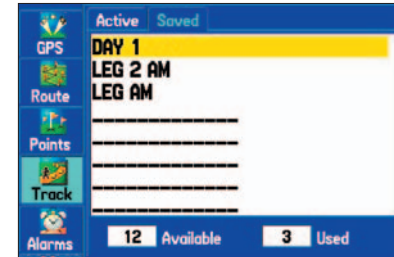 Active Saved
GPS
Route
Points
Track
Alarms
DAY 1
LEG 2 AM
LEG AM
12 Available 3 Used